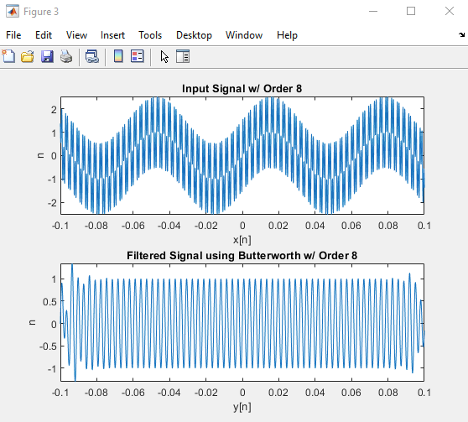 Figure 3
File Edit View Insert Tools Desktop Window Help
Input Signal w/ Order 8
2
1
0
-1
-2
n
-0.1 -0.08 -0.06 -0.04 -0.02 0 0.02 0.04 0.06 0.08 0.1
x[n]
Filtered Signal using Butterworth w/ Order 8
1
0.5
0
-0.5
-1
n
-0.1 -0.08 -0.06 -0.04 -0.02 0 0.02 0.04 0.06 0.08 0.1
y[n]